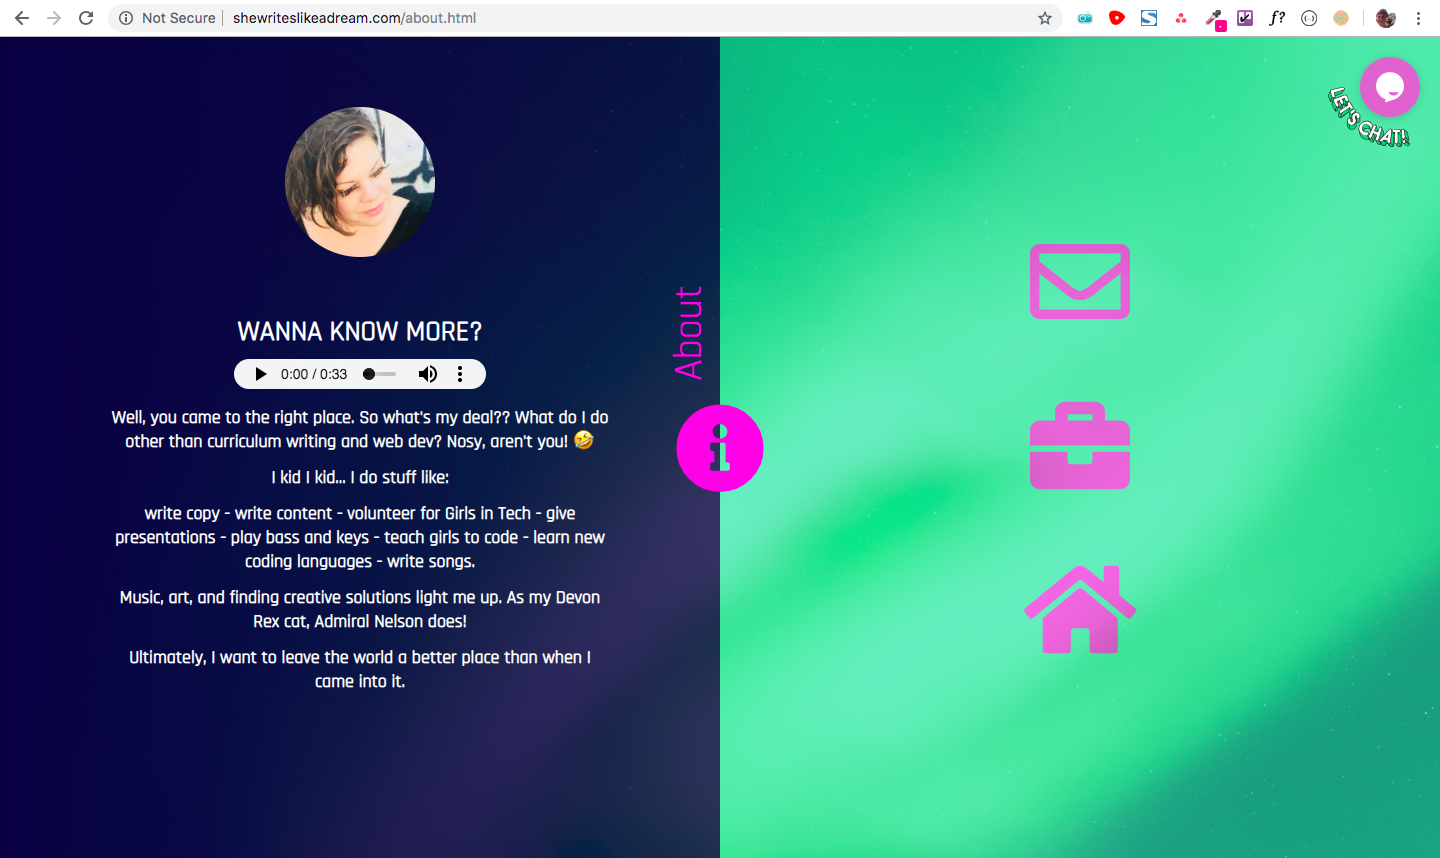 Not Secure | shewriteslikeadream.com/about.html
f?
LET'S CHAT!
WANNA KNOW MORE?
0:00 / 0:33
About
Well, you came to the right place. So what's my deal?? What do I do
other than curriculum writing and web dev? Nosy, aren't you! 🤣
I kid I kid... I do stuff like:
write copy - write content - volunteer for Girls in Tech - give
presentations - play bass and keys - teach girls to code - learn new
coding languages - write songs.
Music, art, and finding creative solutions light me up. As my Devon
Rex cat, Admiral Nelson does!
Ultimately, I want to leave the world a better place than when I
came into it.